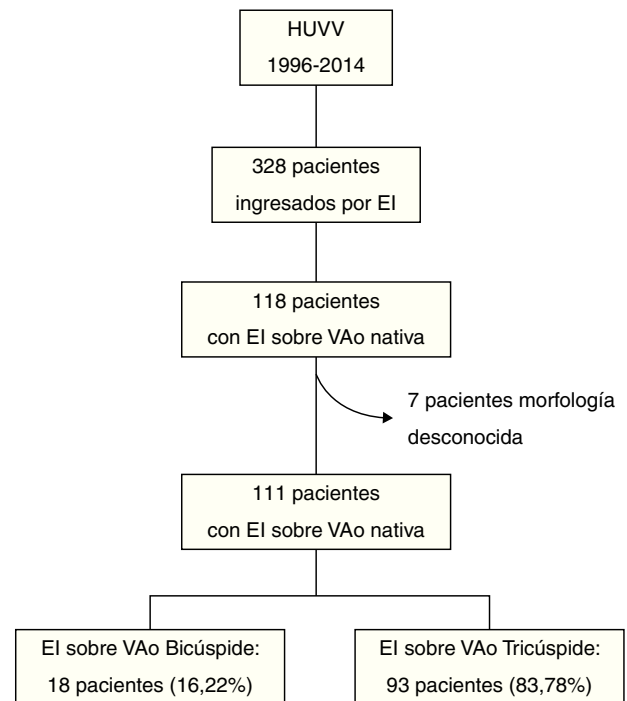 HUVV
1996-2014
328 pacientes
ingresados por EI
118 pacientes
con EI sobre VAo nativa
7 pacientes morfología
desconocida
111 pacientes
con EI sobre VAo nativa
EI sobre VAo Bicúspide:
18 pacientes (16,22%)
EI sobre VAo Tricúspide:
93 pacientes (83,78%)